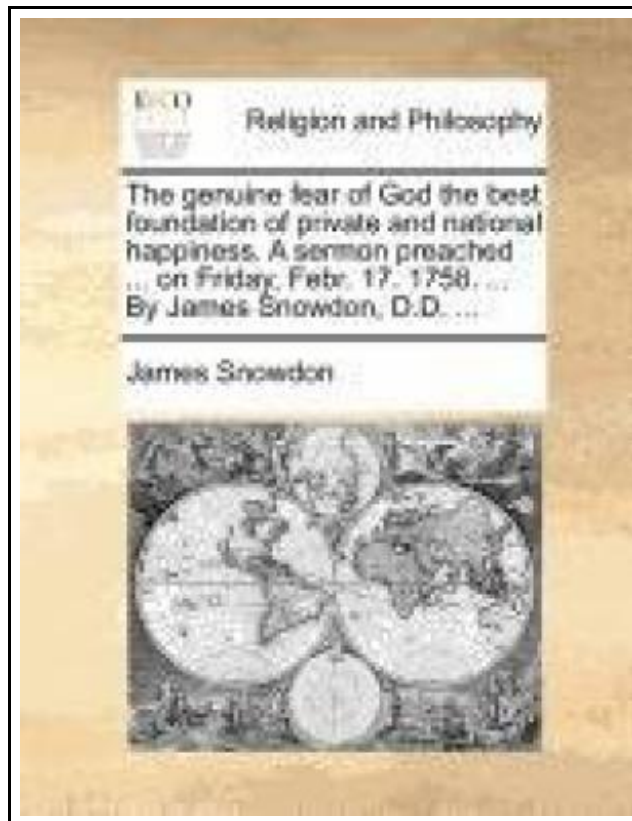 ECCO
Religion and Philosophy
The genuine fear of God the best
foundation of private and national
happiness. A sermon preached
... on Friday, Febr. 17. 1758. ...
By James Snowdon, D.D. ...
James Snowdon